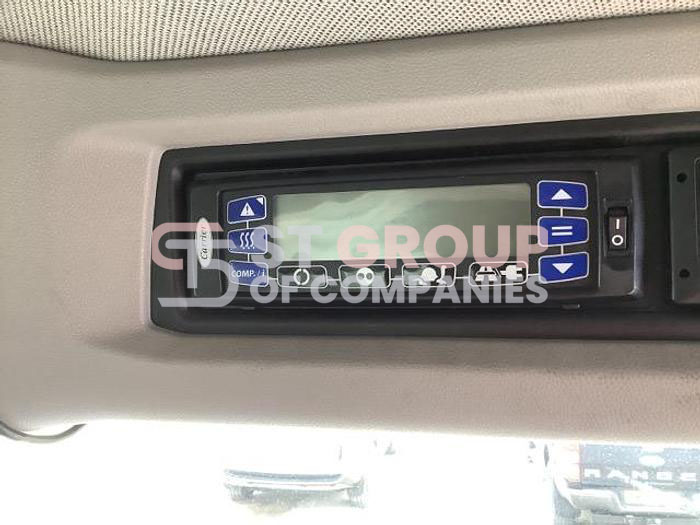 Carrier
ST GROUP
OF COMPANIES
COMP. / i
I
O
RANGE